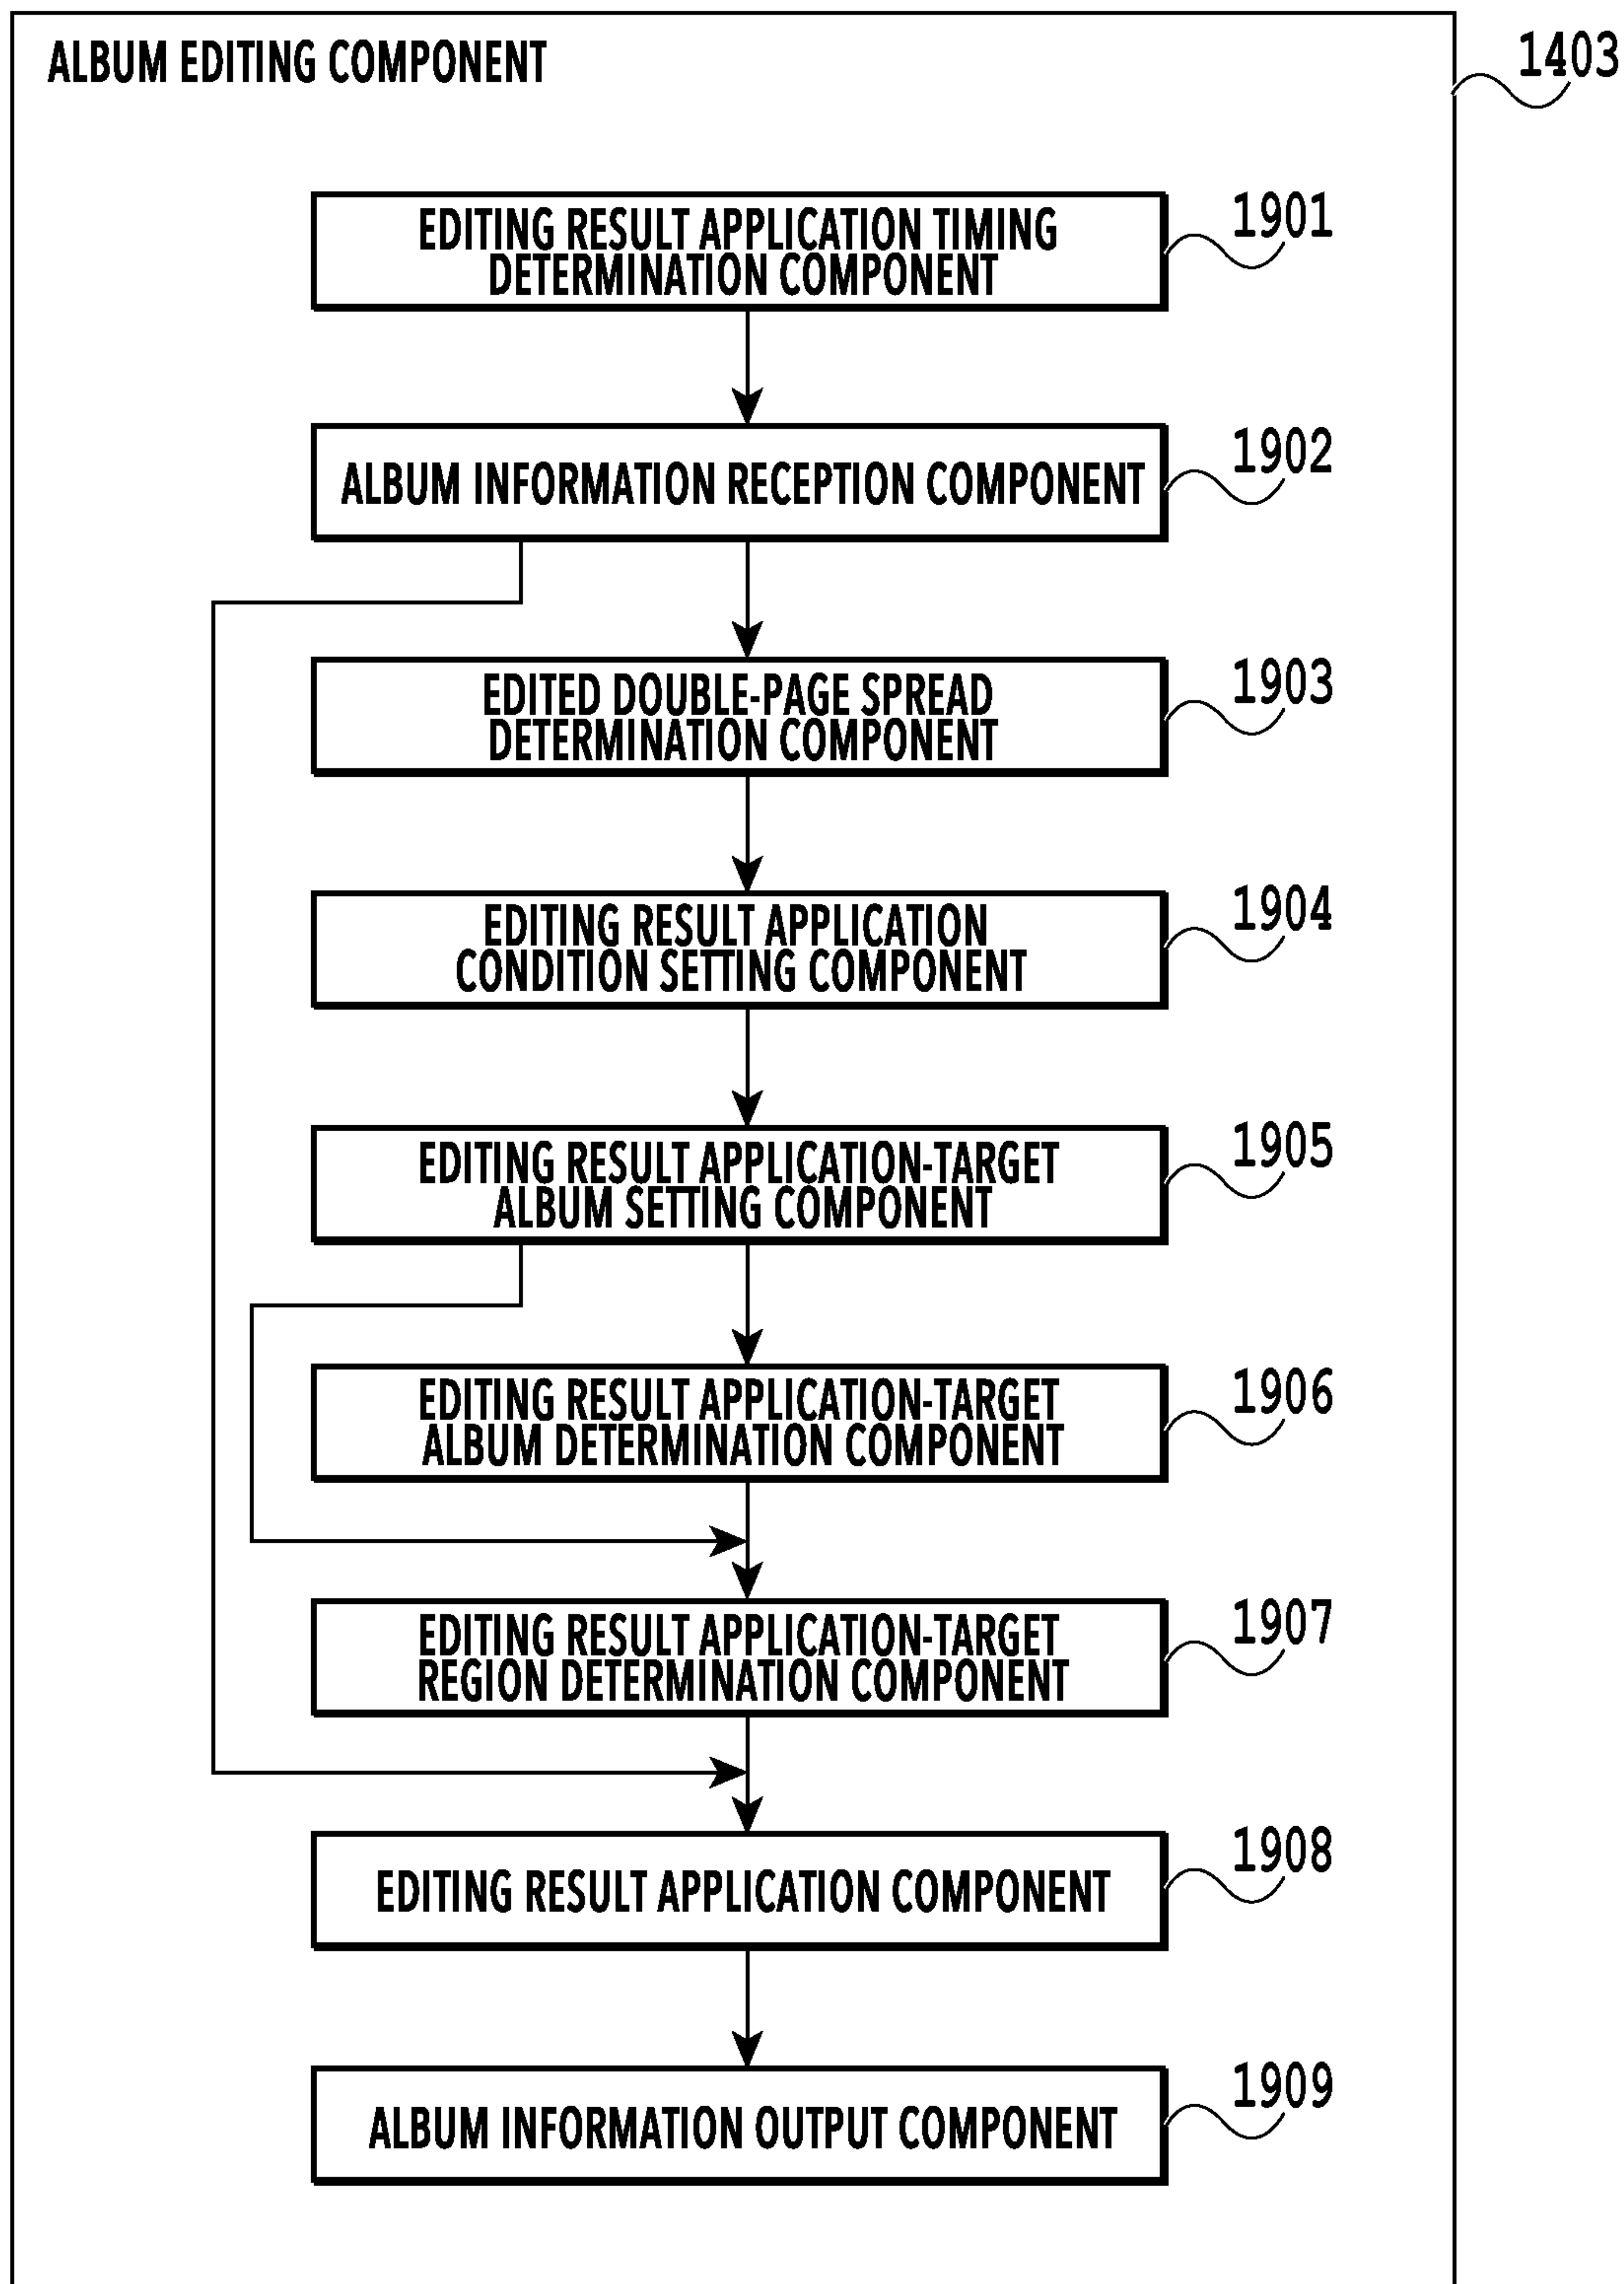 ALBUM EDITING COMPONENT
1403
EDITING RESULT APPLICATION TIMING
DETERMINATION COMPONENT
1901
ALBUM INFORMATION RECEPTION COMPONENT
1902
EDITED DOUBLE-PAGE SPREAD
DETERMINATION COMPONENT
1903
EDITING RESULT APPLICATION
CONDITION SETTING COMPONENT
1904
EDITING RESULT APPLICATION-TARGET
ALBUM SETTING COMPONENT
1905
EDITING RESULT APPLICATION-TARGET
ALBUM DETERMINATION COMPONENT
1906
EDITING RESULT APPLICATION-TARGET
REGION DETERMINATION COMPONENT
1907
EDITING RESULT APPLICATION COMPONENT
1908
ALBUM INFORMATION OUTPUT COMPONENT
1909